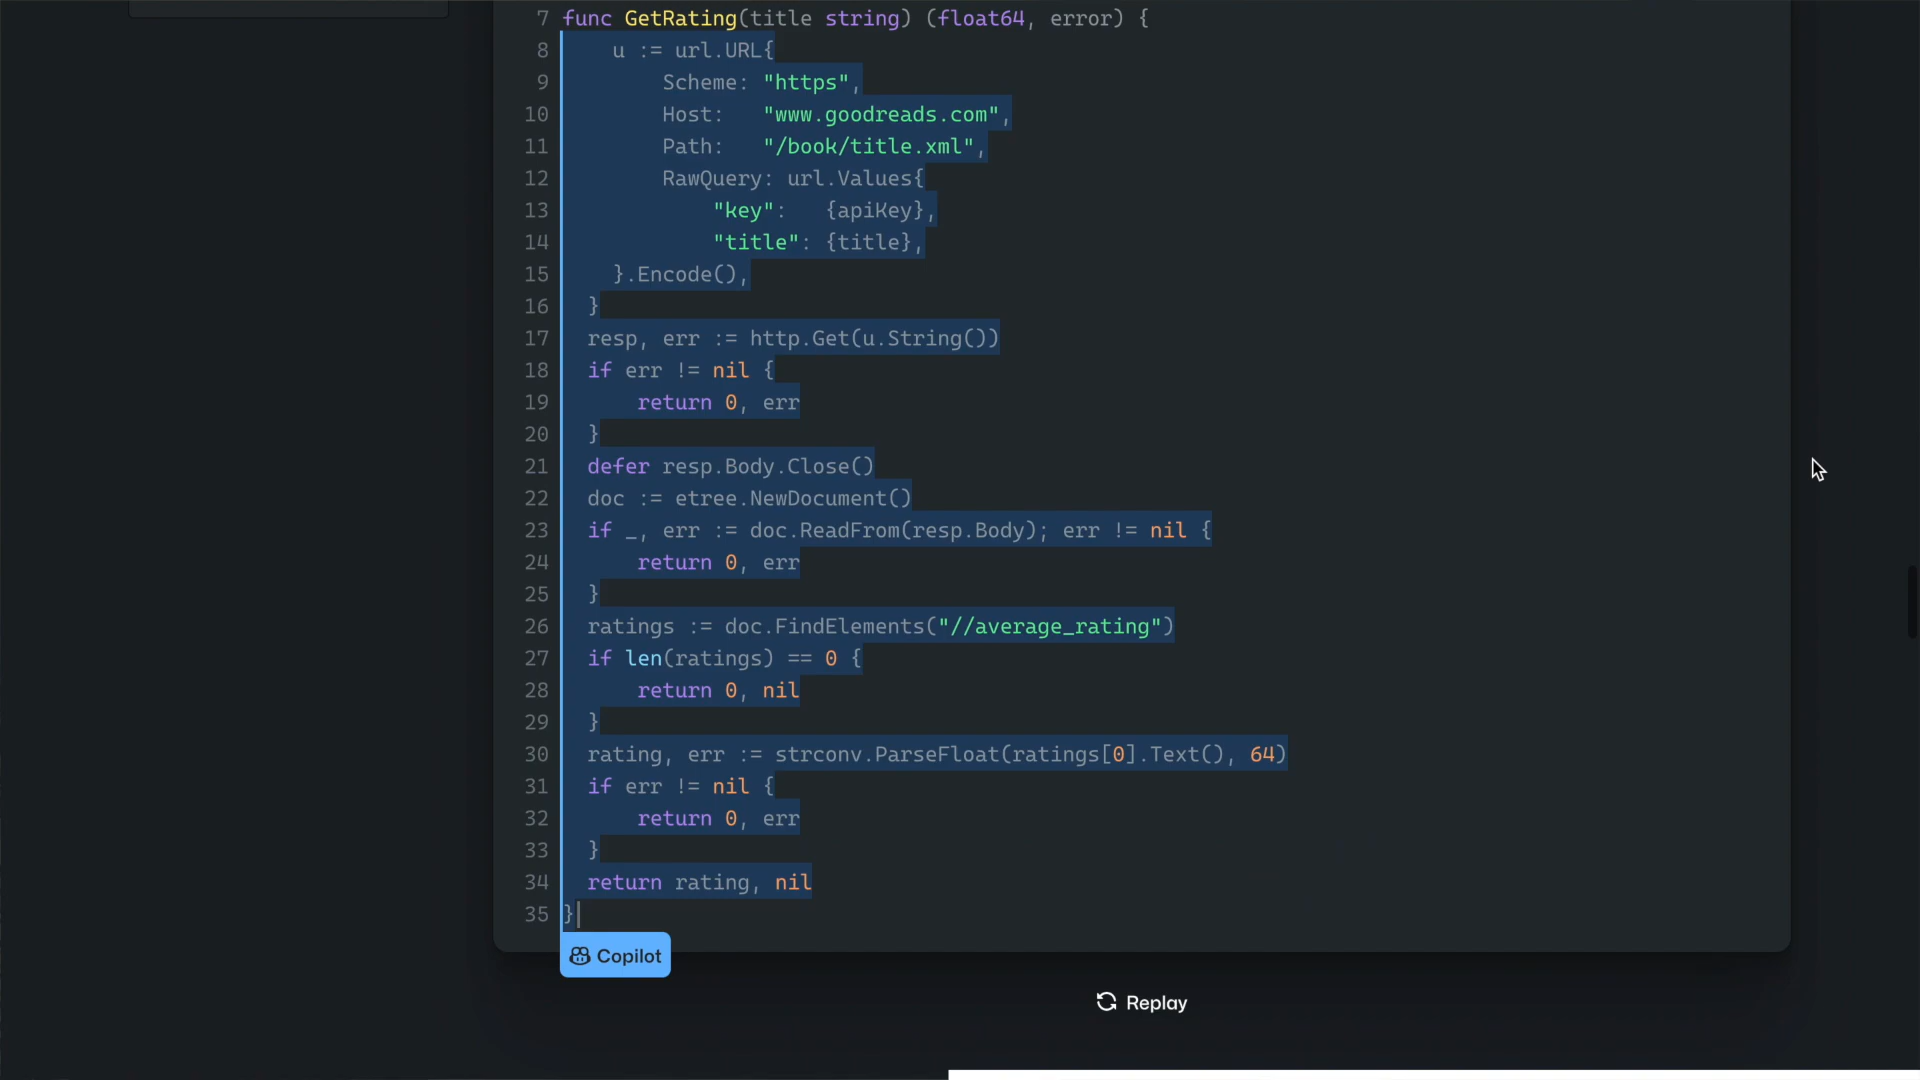 7 func GetRating(title string) (float64, error) {
8 u := url.URL{
9 Scheme: "https",
10 Host: "www.goodreads.com",
11 Path: "/book/title.xml",
12 RawQuery: url.Values{
13 "key": {apiKey},
14 "title": {title},
15 }.Encode(),
16 }
17 resp, err := http.Get(u.String())
18 if err != nil {
19 return 0, err
20 }
21 defer resp.Body.Close()
22 doc := etree.NewDocument()
23 if _, err := doc.ReadFrom(resp.Body); err != nil {
24 return 0, err
25 }
26 ratings := doc.FindElements("//average_rating")
27 if len(ratings) == 0 {
28 return 0, nil
29 }
30 rating, err := strconv.ParseFloat(ratings[0].Text(), 64)
31 if err != nil {
32 return 0, err
33 }
34 return rating, nil
35 }
Copilot
Replay